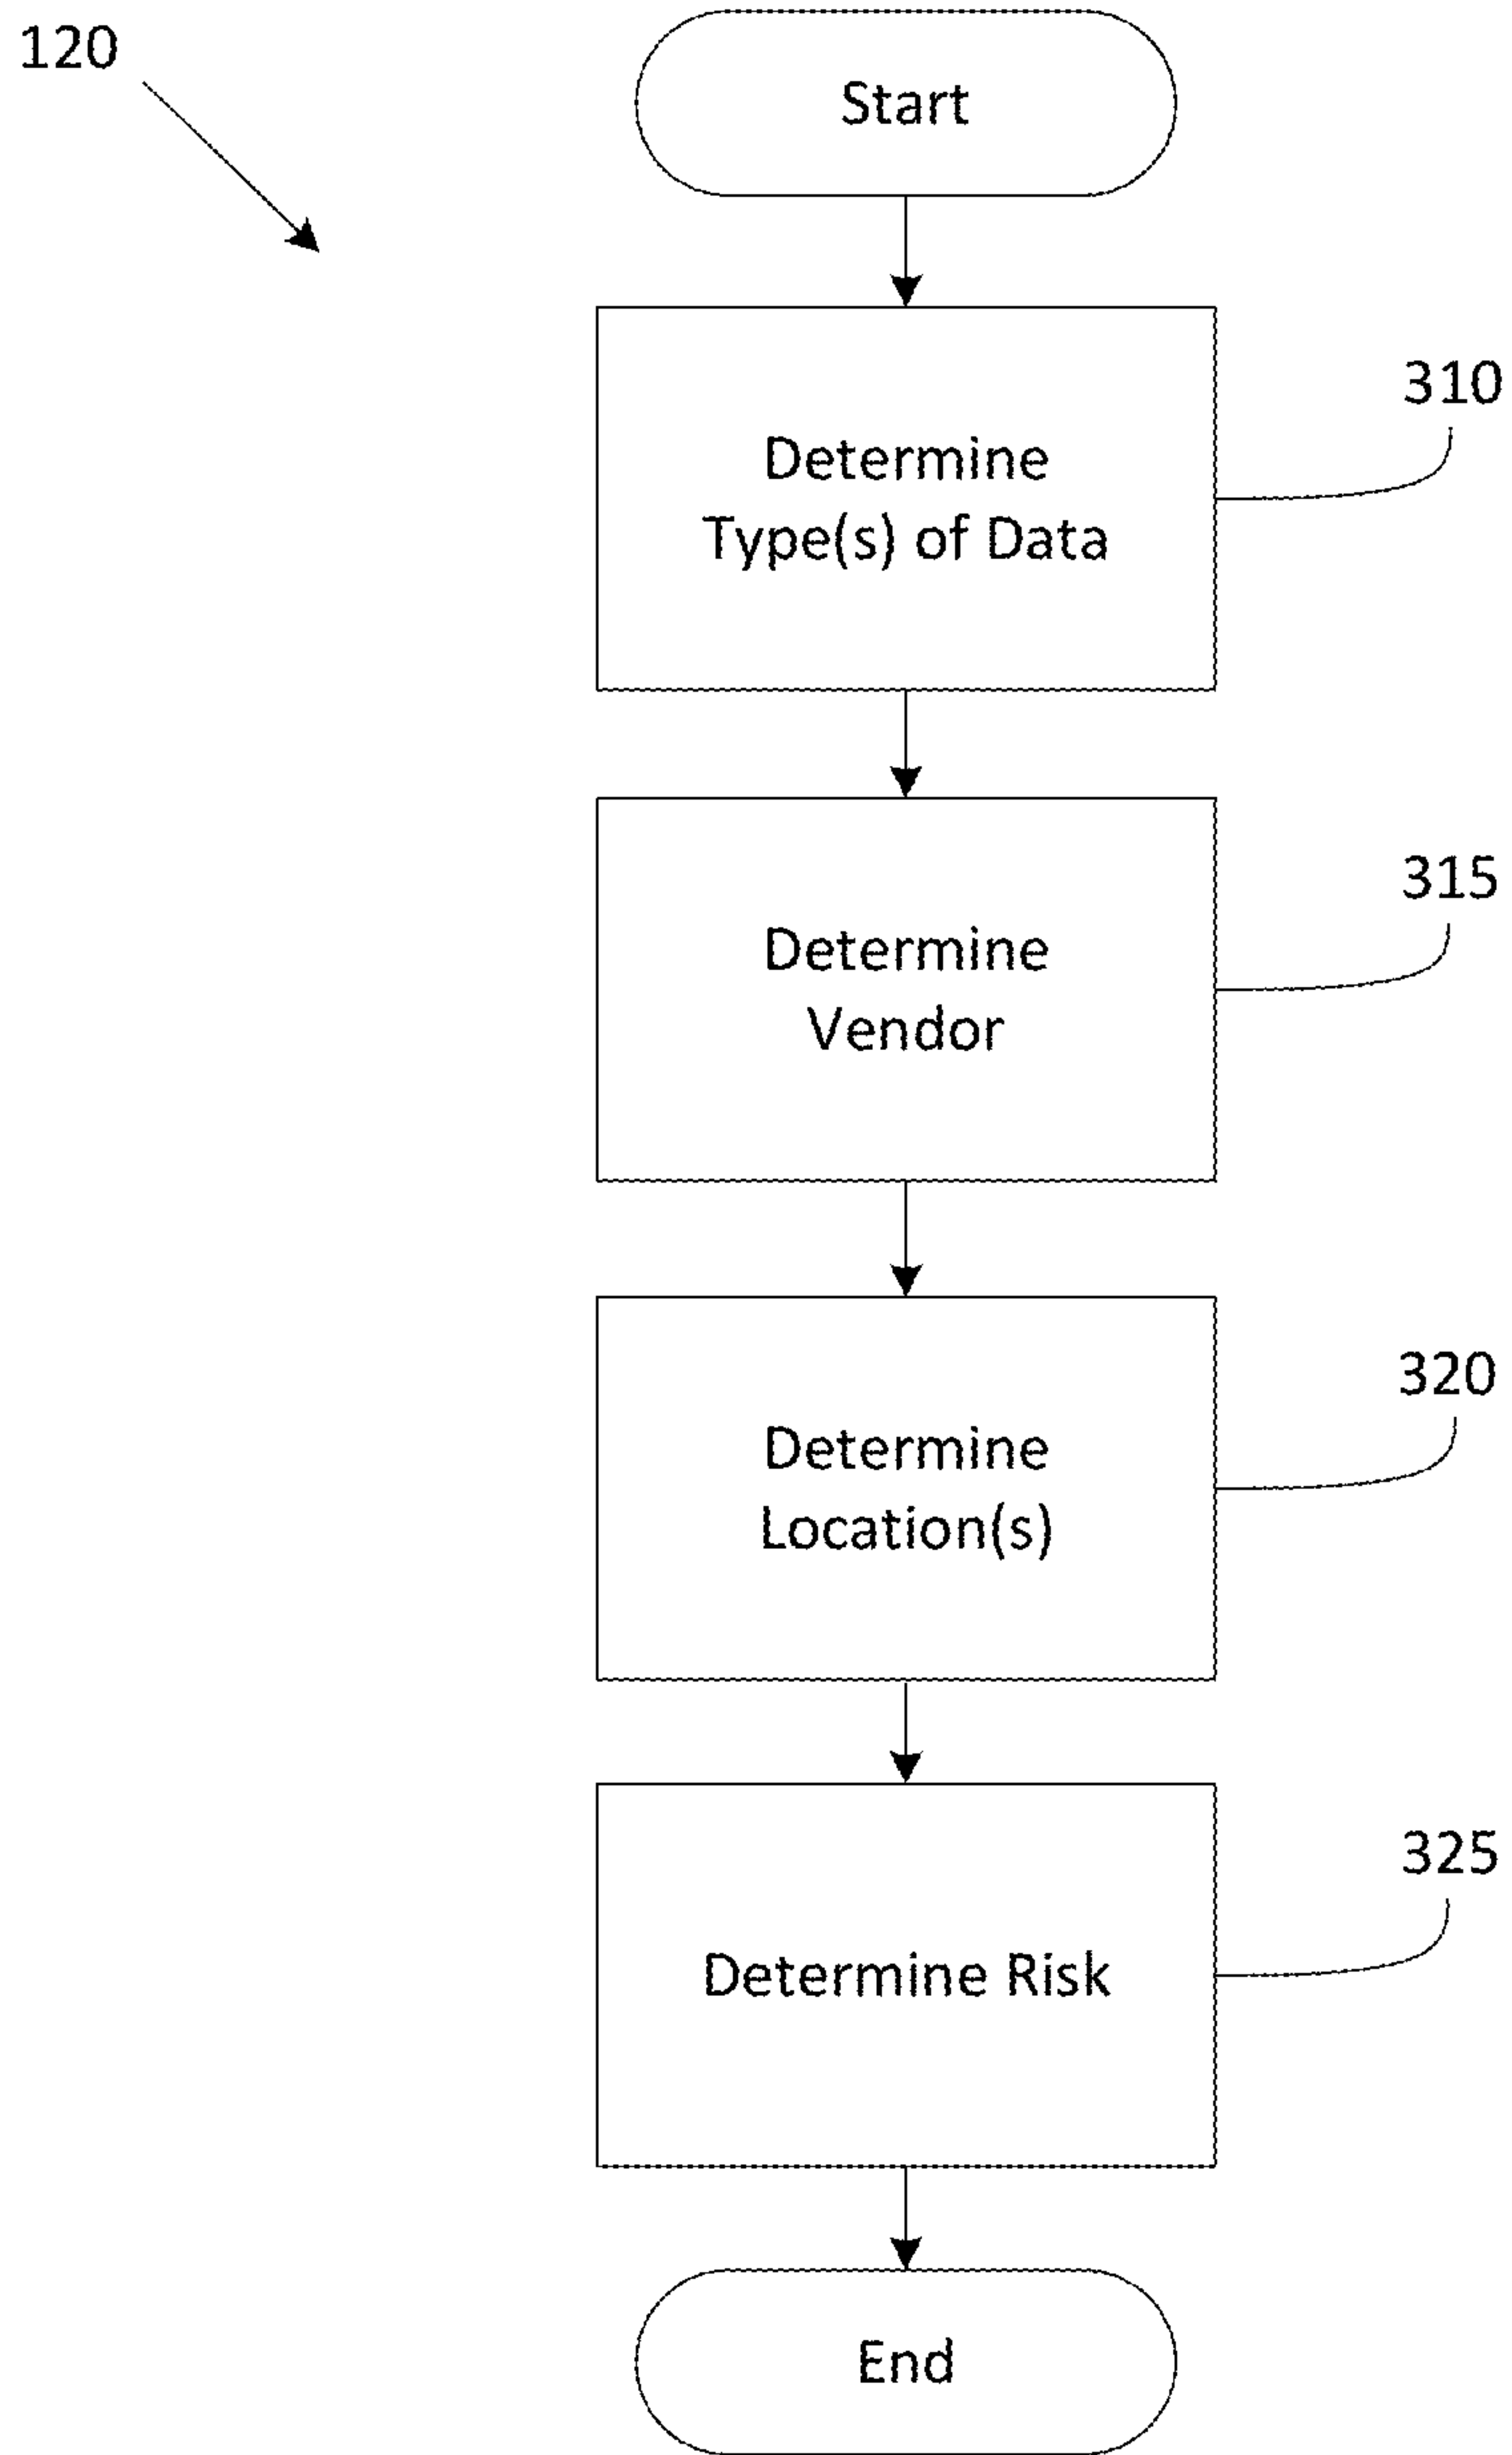 120
Start
310
Determine
Type(s) of Data
315
Determine
Vendor
320
Determine
Location(s)
325
Determine Risk
End